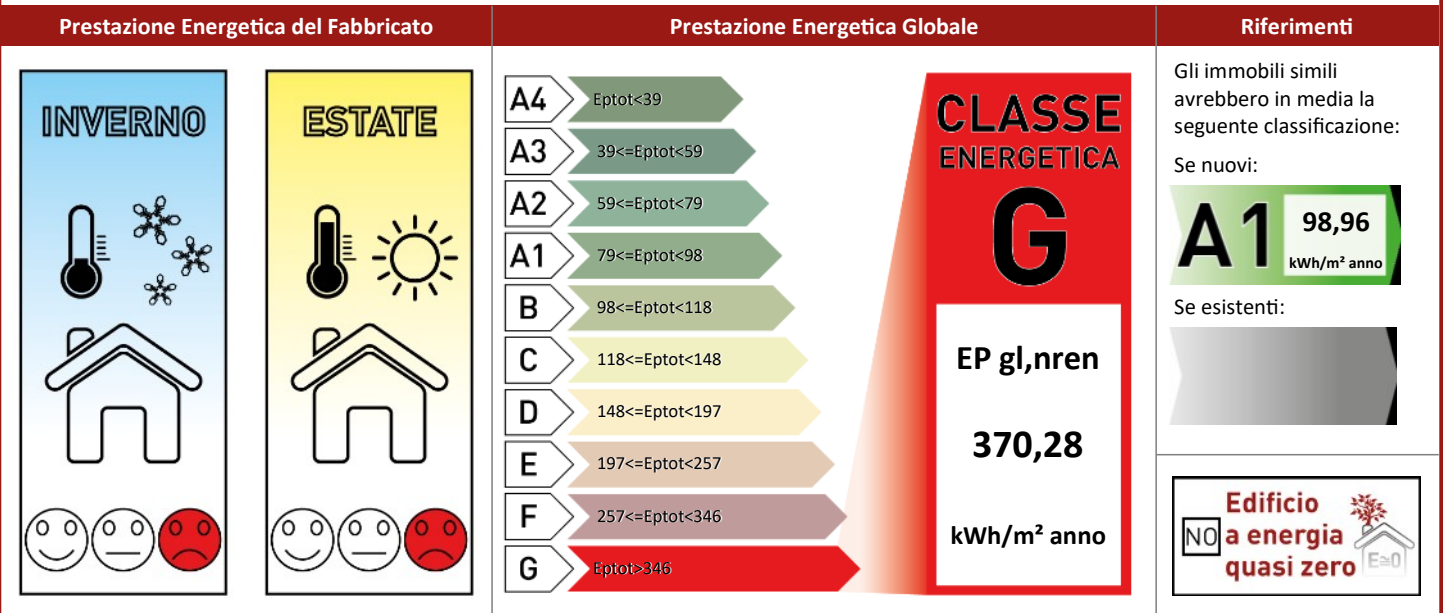 Prestazione Energetica del Fabbricato
Prestazione Energetica Globale
Riferimenti
INVERNO
ESTATE
A4 Eptot<39
A3 39<=Eptot<59
A2 59<=Eptot<79
A1 79<=Eptot<98
B 98<=Eptot<118
C 118<=Eptot<148
D 148<=Eptot<197
E 197<=Eptot<257
F 257<=Eptot<346
G Eptot>346
CLASSE
ENERGETICA
G
EP gl,nren
370,28
kWh/m² anno
Gli immobili simili
avrebbero in media la
seguente classificazione:
Se nuovi:
A1 98,96
kWh/m² anno
Se esistenti:
Edificio
NO a energia
quasi zero
E≅0